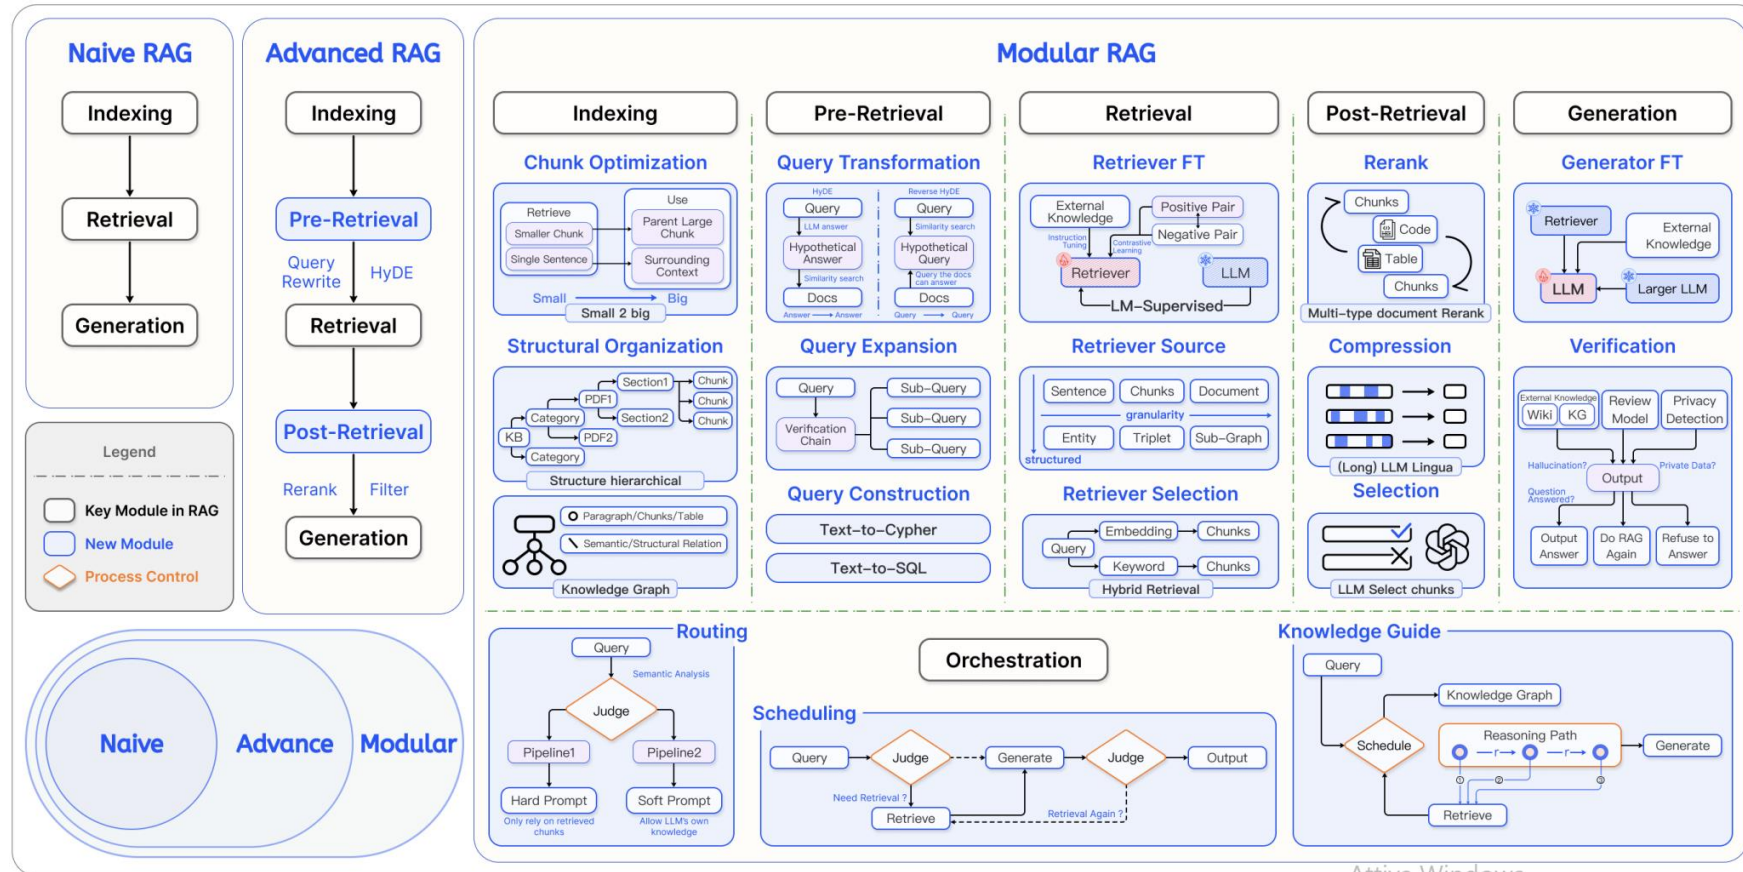 Naive RAG
Indexing
Retrieval
Generation
Legend
Key Module in RAG
New Module
Process Control
Naive
Advance
Modular
Advanced RAG
Indexing
Pre-Retrieval
Query
Rewrite
HyDE
Retrieval
Post-Retrieval
Rerank
Filter
Generation
Modular RAG
Indexing
Chunk Optimization
Retrieve
Smaller Chunk
Single Sentence
Use
Parent Large
Chunk
Surrounding
Context
Small
Big
Small 2 big
Structural Organization
KB
Category
Category
PDF1
PDF2
Section1
Section2
Chunk
Chunk
Chunk
Structure hierarchical
Paragraph/Chunks/Table
Semantic/Structural Relation
Knowledge Graph
Pre-Retrieval
Query Transformation
HyDE
Query
LLM answer
Hypothetical
Answer
Similarity search
Docs
Answer
Answer
Reverse HyDE
Query
Similarity search
Hypothetical
Query
Query the docs
can answer
Docs
Query
Query
Query Expansion
Query
Verification
Chain
Sub-Query
Sub-Query
Sub-Query
Query Construction
Text-to-Cypher
Text-to-SQL
Retrieval
Retriever FT
External
Knowledge
Positive Pair
Negative Pair
Instruction
Tuning
Contrastive
Learning
Retriever
LLM
LM-Supervised
Retriever Source
Sentence
Chunks
Document
granularity
Entity
Triplet
Sub-Graph
structured
Retriever Selection
Query
Embedding
Chunks
Keyword
Chunks
Hybrid Retrieval
Post-Retrieval
Rerank
Chunks
Code
Table
Chunks
Multi-type document Rerank
Compression
(Long) LLM Lingua
Selection
LLM Select chunks
Generation
Generator FT
Retriever
External
Knowledge
LLM
Larger LLM
Verification
External Knowledge
Wiki
KG
Review
Model
Privacy
Detection
Hallucination?
Private Data?
Output
Question
Answered?
Output
Answer
Do RAG
Again
Refuse to
Answer
Routing
Query
Semantic Analysis
Judge
Pipeline1
Pipeline2
Hard Prompt
Soft Prompt
Only rely on retrieved
chunks
Allow LLM's own
knowledge
Orchestration
Scheduling
Query
Judge
Generate
Judge
Output
Need Retrieval ?
Retrieve
Retrieval Again ?
Knowledge Guide
Query
Knowledge Graph
Schedule
Reasoning Path
r
r
Generate
1
2
3
Retrieve